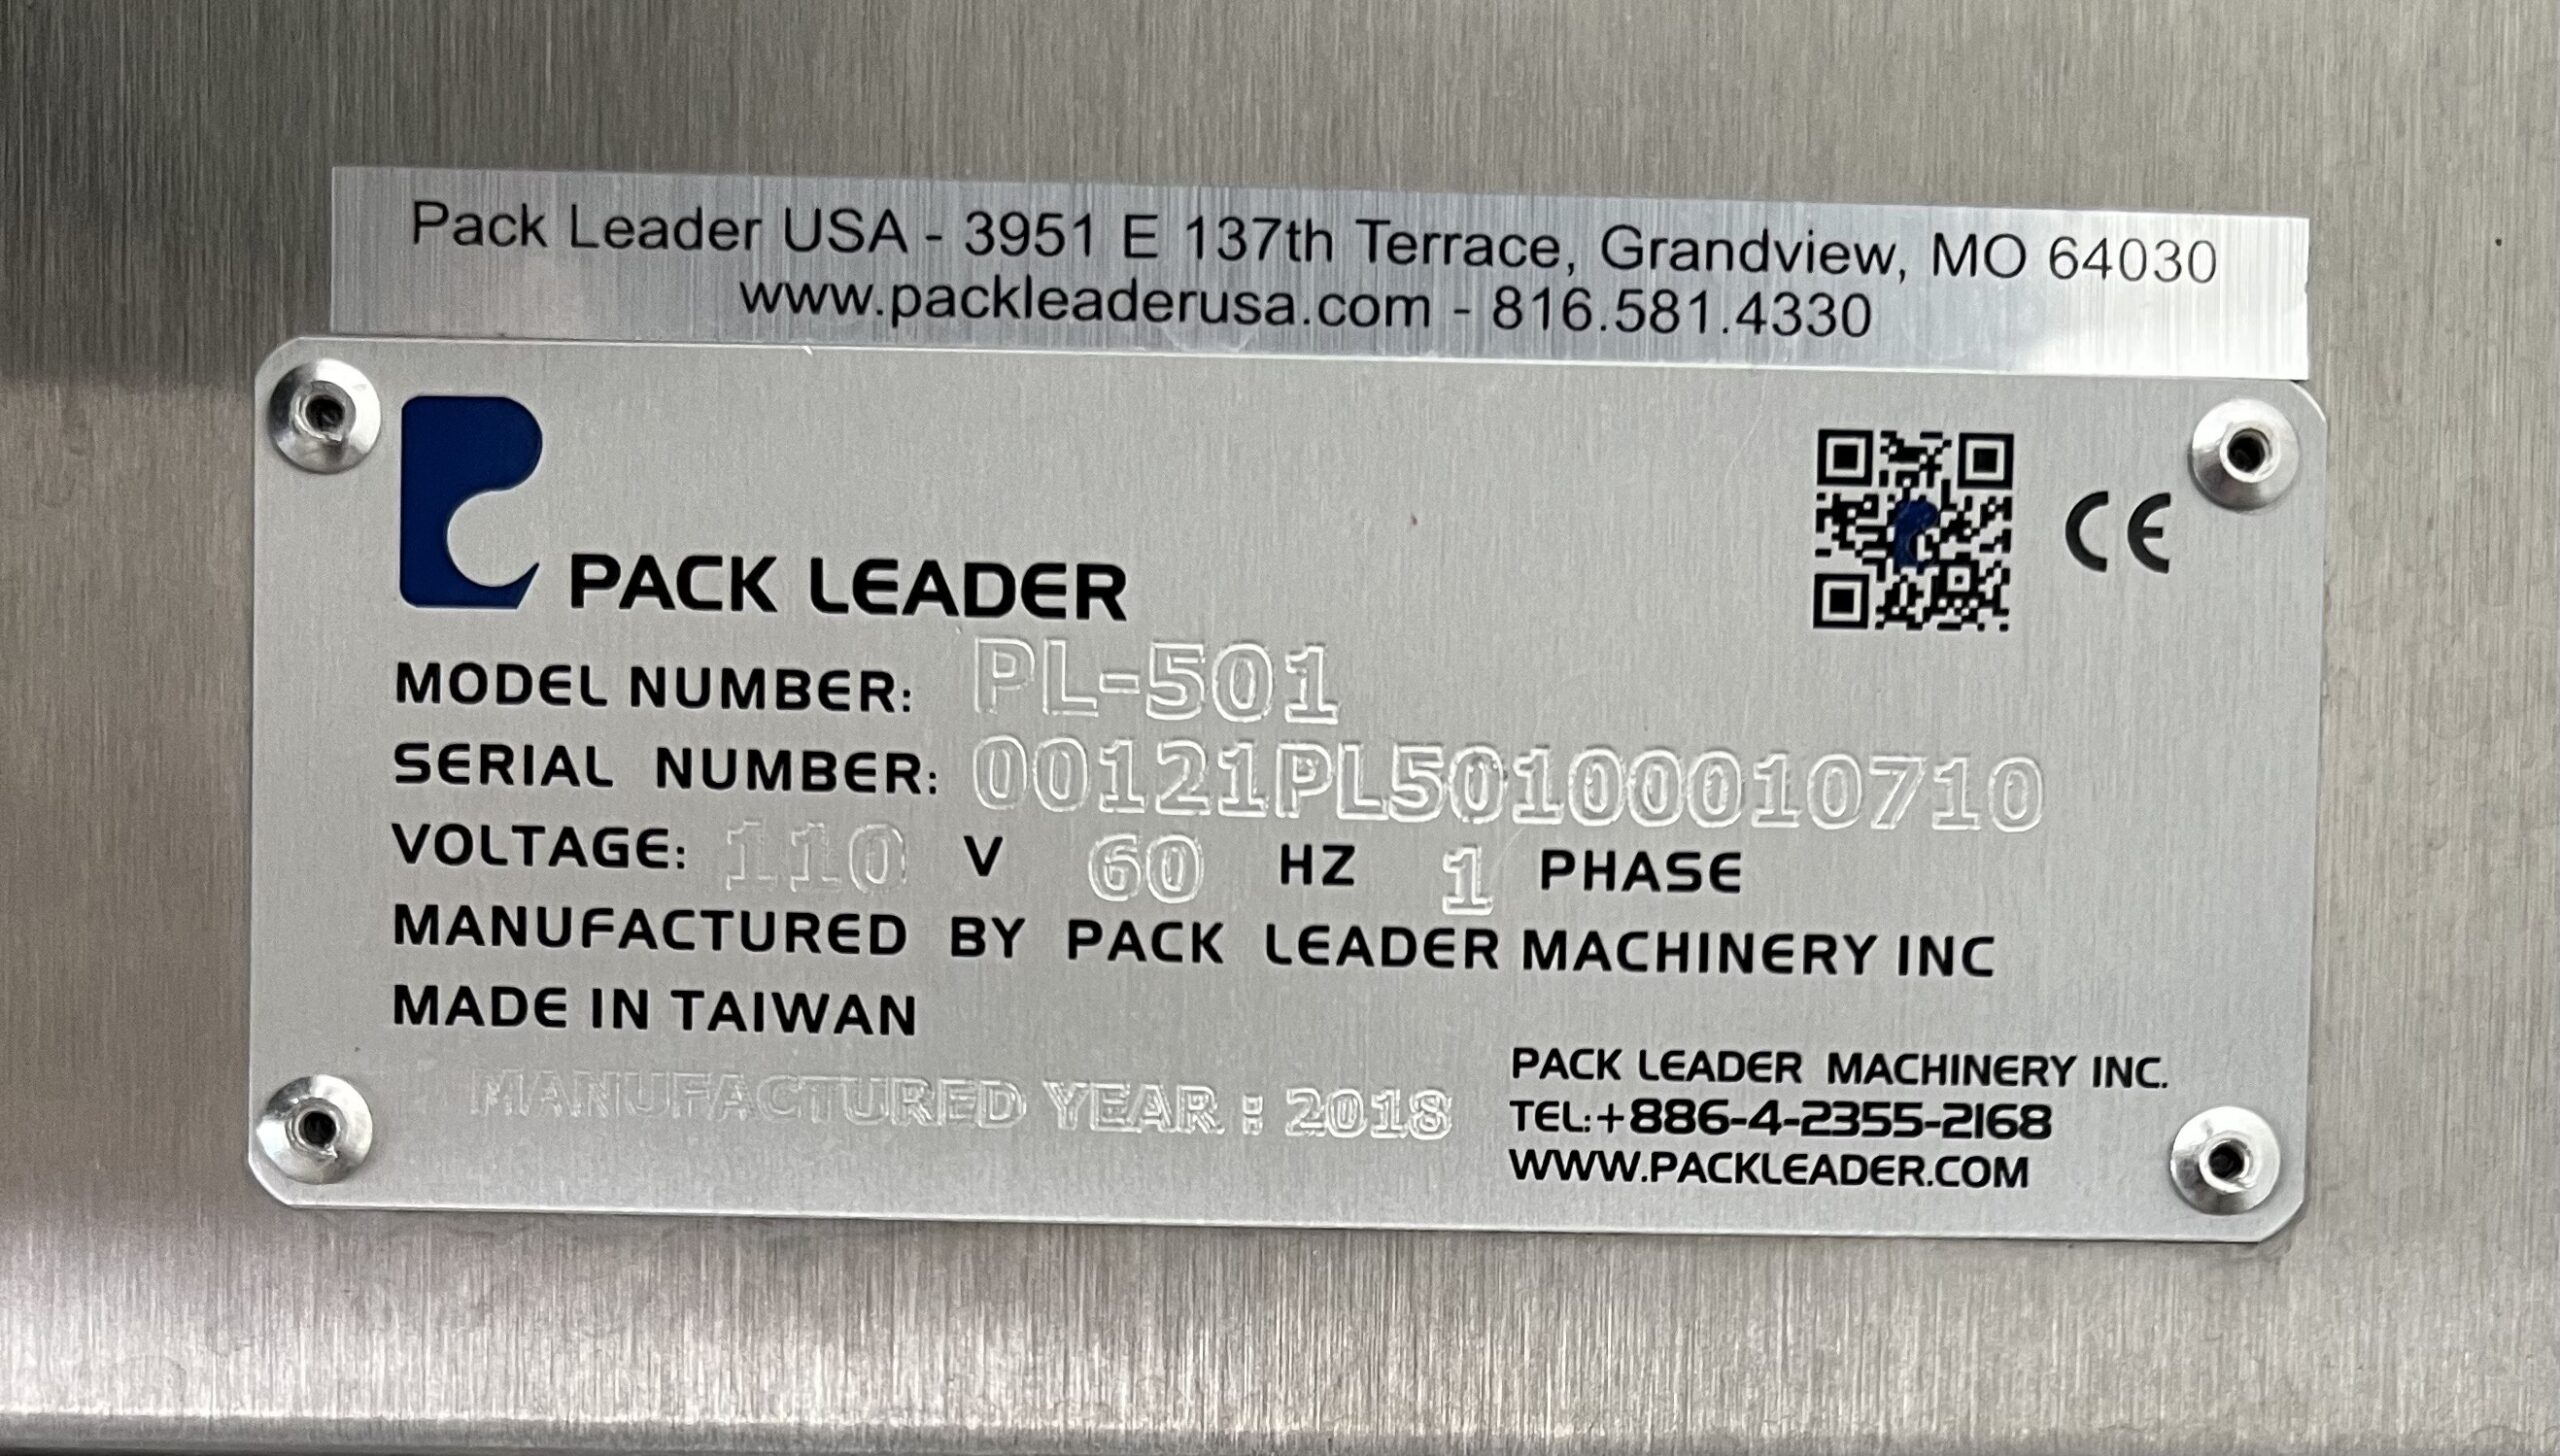 Pack Leader USA - 3951 E 137th Terrace, Grandview, MO 64030
www.packleaderusa.com - 816.581.4330
PACK LEADER
CE
MODEL NUMBER: PL-501
SERIAL NUMBER: 00121PL50100010710
VOLTAGE: 110 V 60 HZ 1 PHASE
MANUFACTURED BY PACK LEADER MACHINERY INC
MADE IN TAIWAN
MANUFACTURED YEAR : 2018
PACK LEADER MACHINERY INC.
TEL:+886-4-2355-2168
WWW.PACKLEADER.COM